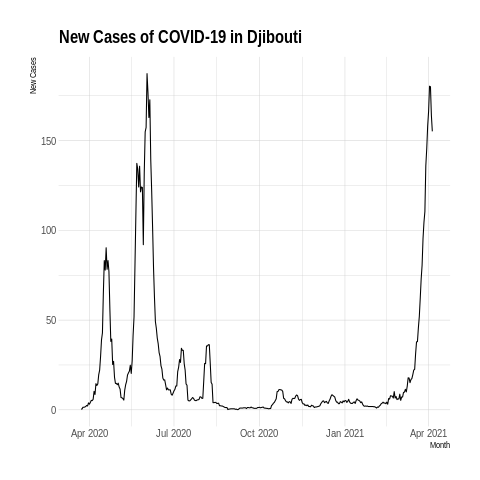 New Cases of COVID-19 in Djibouti
New Cases
150
100
50
0
Apr 2020 Jul 2020 Oct 2020 Jan 2021 Apr 2021
Month